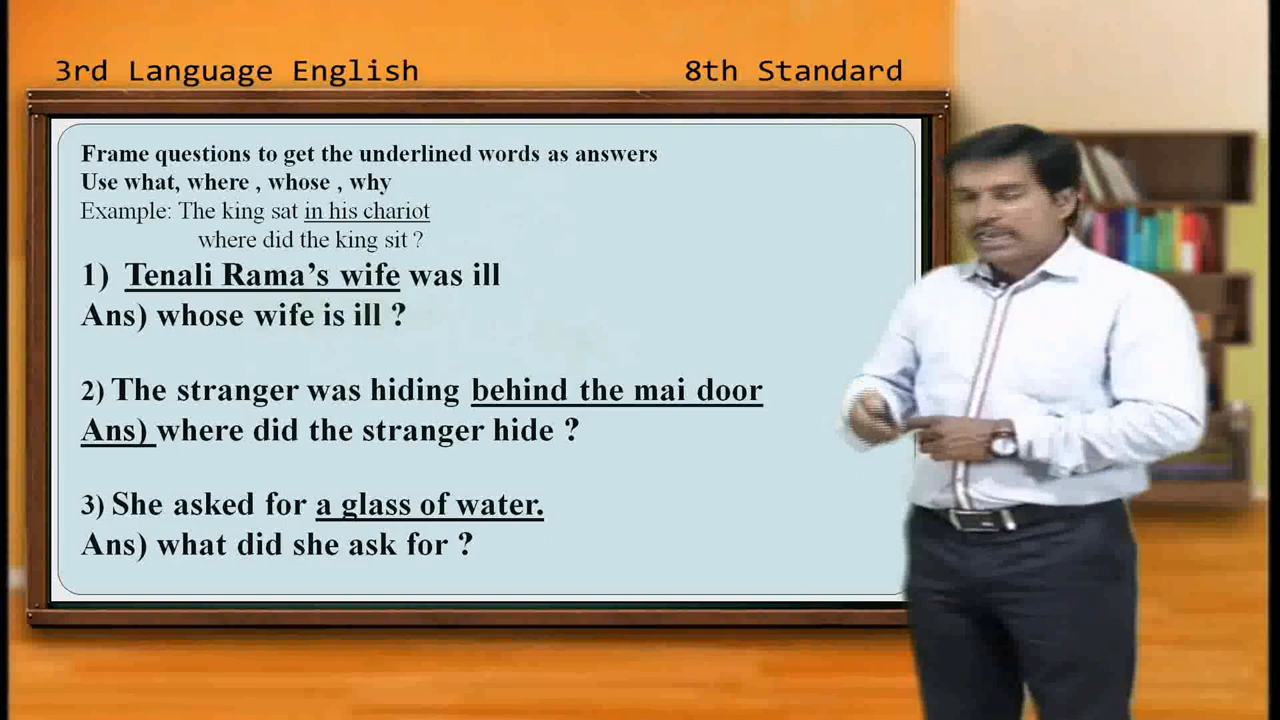 3rd Language English 8th Standard
Frame questions to get the underlined words as answers
Use what, where , whose , why
Example: The king sat in his chariot
where did the king sit ?
1) Tenali Rama’s wife was ill
Ans) whose wife is ill ?
2) The stranger was hiding behind the mai door
Ans) where did the stranger hide ?
3) She asked for a glass of water.
Ans) what did she ask for ?